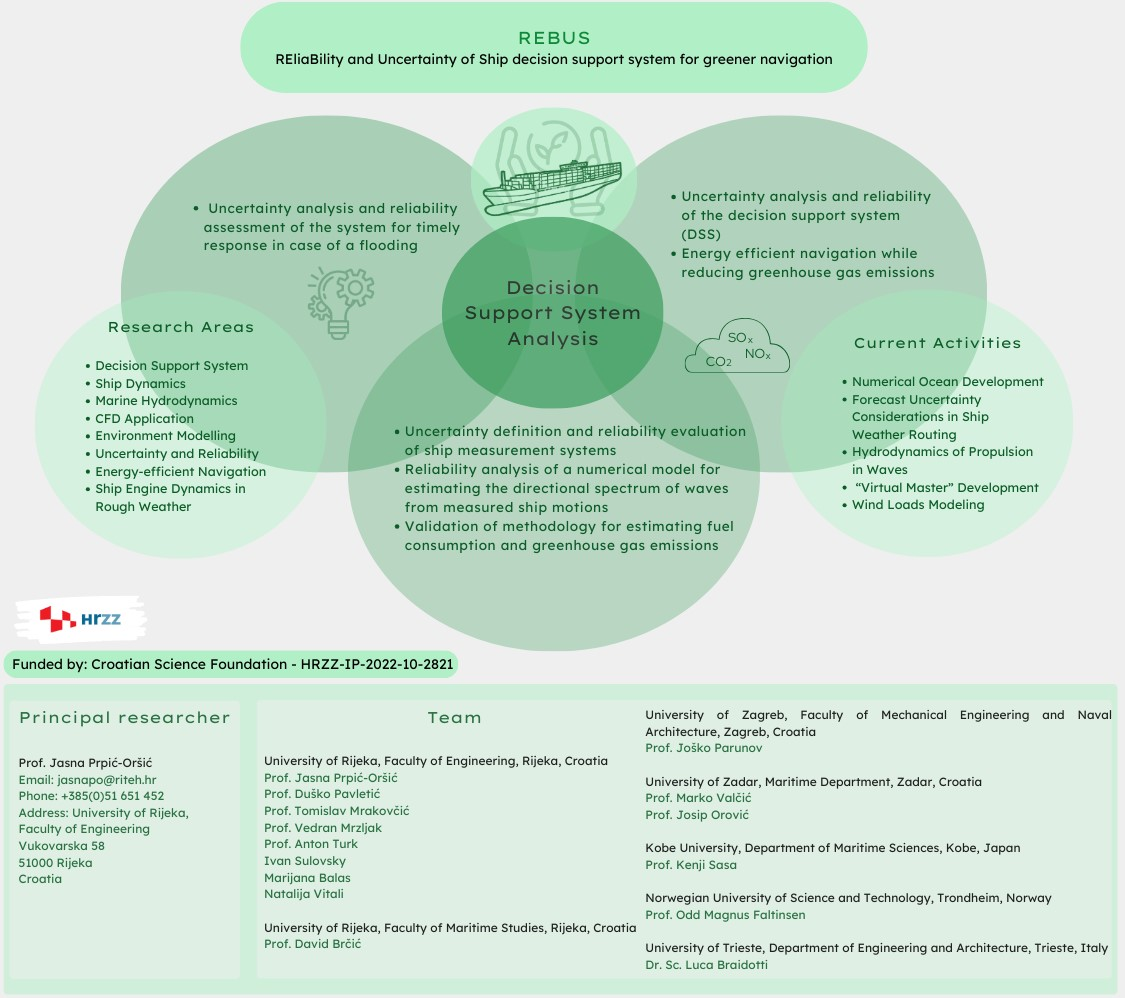 REBUS
REliaBility and Uncertainty of Ship decision support system for greener navigation
• Uncertainty analysis and reliability
assessment of the system for timely
response in case of a flooding
• Uncertainty analysis and reliability
of the decision support system
(DSS)
• Energy efficient navigation while
reducing greenhouse gas emissions
Decision
Support System
Analysis
SOₓ
NOₓ
CO₂
Research Areas
• Decision Support System
• Ship Dynamics
• Marine Hydrodynamics
• CFD Application
• Environment Modelling
• Uncertainty and Reliability
• Energy-efficient Navigation
• Ship Engine Dynamics in
Rough Weather
Current Activities
• Numerical Ocean Development
• Forecast Uncertainty
Considerations in Ship
Weather Routing
• Hydrodynamics of Propulsion
in Waves
• “Virtual Master” Development
• Wind Loads Modeling
• Uncertainty definition and reliability evaluation
of ship measurement systems
• Reliability analysis of a numerical model for
estimating the directional spectrum of waves
from measured ship motions
• Validation of methodology for estimating fuel
consumption and greenhouse gas emissions
Hrzz
Funded by: Croatian Science Foundation - HRZZ-IP-2022-10-2821
Principal researcher
Prof. Jasna Prpić-Oršić
Email: jasnapo@riteh.hr
Phone: +385(0)51 651 452
Address: University of Rijeka,
Faculty of Engineering
Vukovarska 58
51000 Rijeka
Croatia
Team
University of Rijeka, Faculty of Engineering, Rijeka, Croatia
Prof. Jasna Prpić-Oršić
Prof. Duško Pavletić
Prof. Tomislav Mrakovčić
Prof. Vedran Mrzljak
Prof. Anton Turk
Ivan Sulovsky
Marijana Balas
Natalija Vitali
University of Rijeka, Faculty of Maritime Studies, Rijeka, Croatia
Prof. David Brčić
University of Zagreb, Faculty of Mechanical Engineering and Naval
Architecture, Zagreb, Croatia
Prof. Joško Parunov
University of Zadar, Maritime Department, Zadar, Croatia
Prof. Marko Valčić
Prof. Josip Orović
Kobe University, Department of Maritime Sciences, Kobe, Japan
Prof. Kenji Sasa
Norwegian University of Science and Technology, Trondheim, Norway
Prof. Odd Magnus Faltinsen
University of Trieste, Department of Engineering and Architecture, Trieste, Italy
Dr. Sc. Luca Braidotti